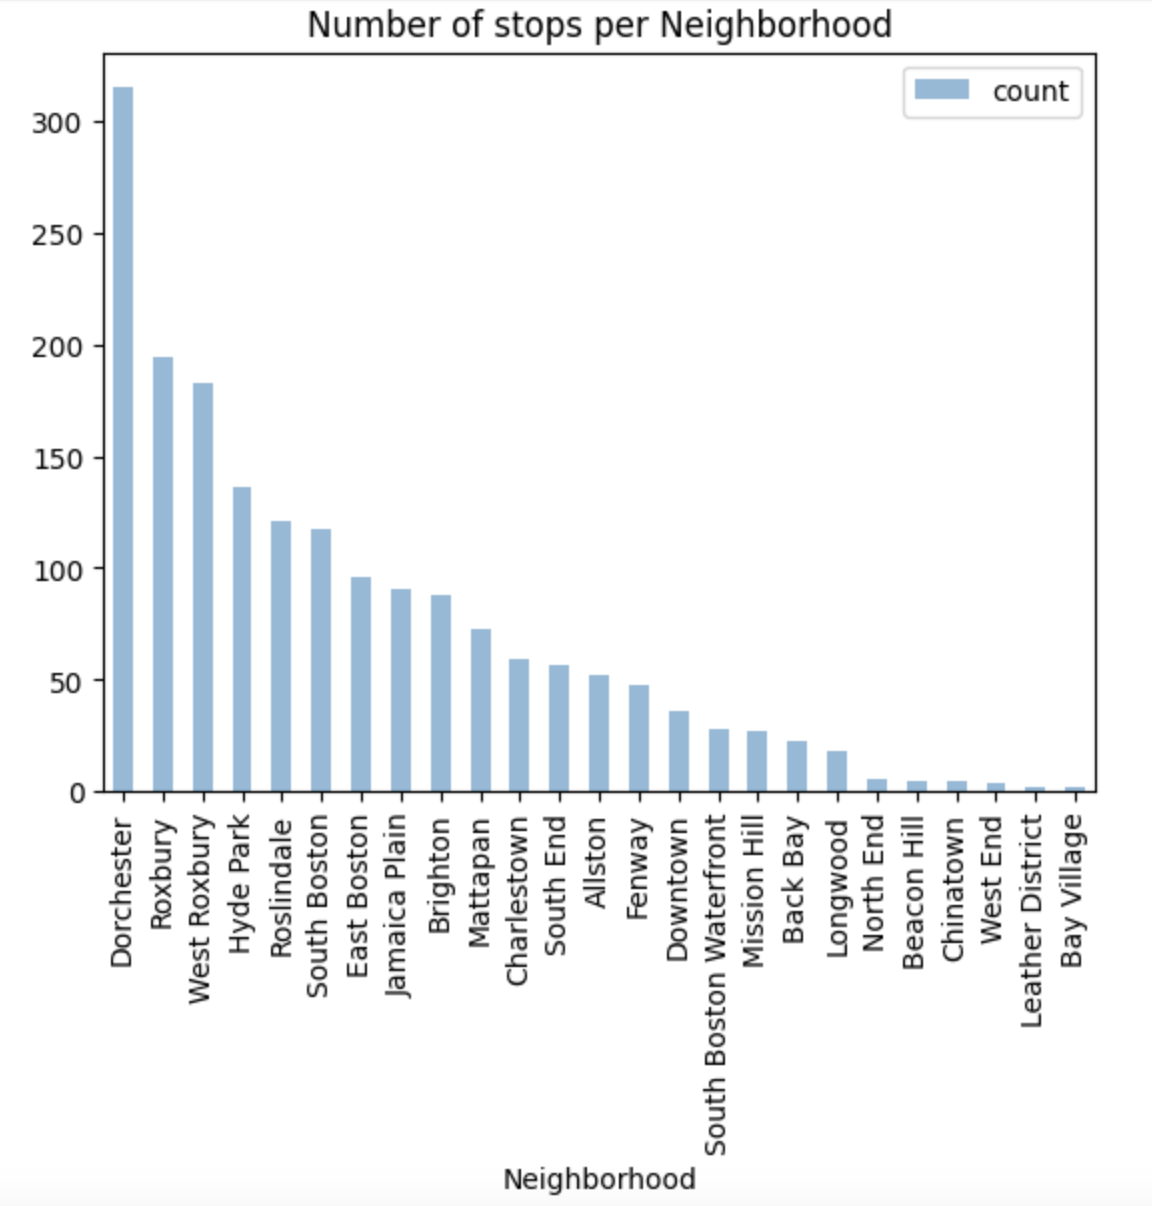 Number of stops per Neighborhood
count
300
250
200
150
100
50
0
Dorchester
Roxbury
West Roxbury
Hyde Park
Roslindale
South Boston
East Boston
Jamaica Plain
Brighton
Mattapan
Charlestown
South End
Allston
Fenway
Downtown
South Boston Waterfront
Mission Hill
Back Bay
Longwood
North End
Beacon Hill
Chinatown
West End
Leather District
Bay Village
Neighborhood